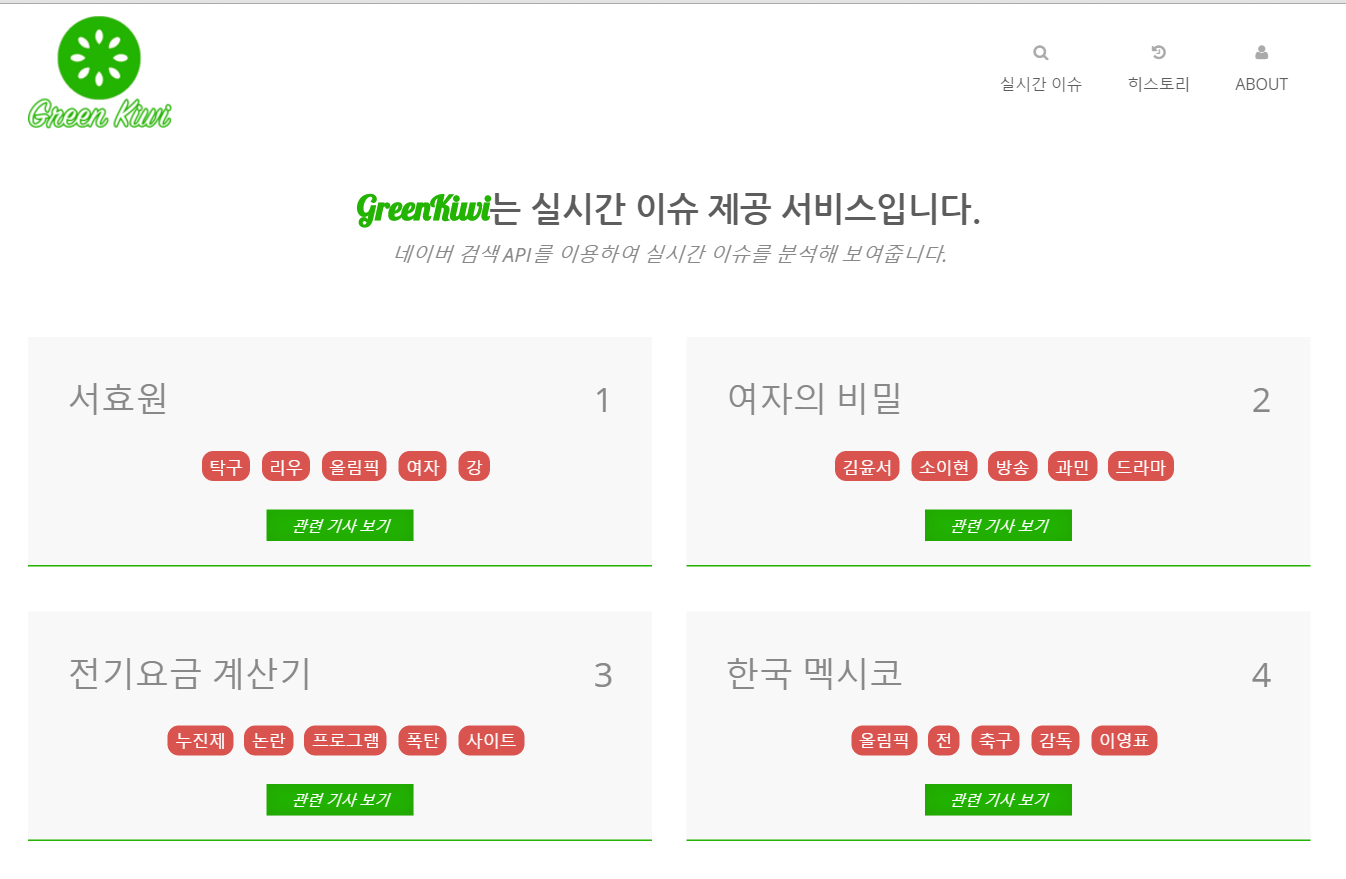 Green Kiwi
실시간 이슈 히스토리 ABOUT
GreenKiwi는 실시간 이슈 제공 서비스입니다.
네이버 검색 API를 이용하여 실시간 이슈를 분석해 보여줍니다.
서효원 1
탁구 리우 올림픽 여자 강
관련 기사 보기
여자의 비밀 2
김윤서 소이현 방송 과민 드라마
관련 기사 보기
전기요금 계산기 3
누진제 논란 프로그램 폭탄 사이트
관련 기사 보기
한국 멕시코 4
올림픽 전 축구 감독 이영표
관련 기사 보기